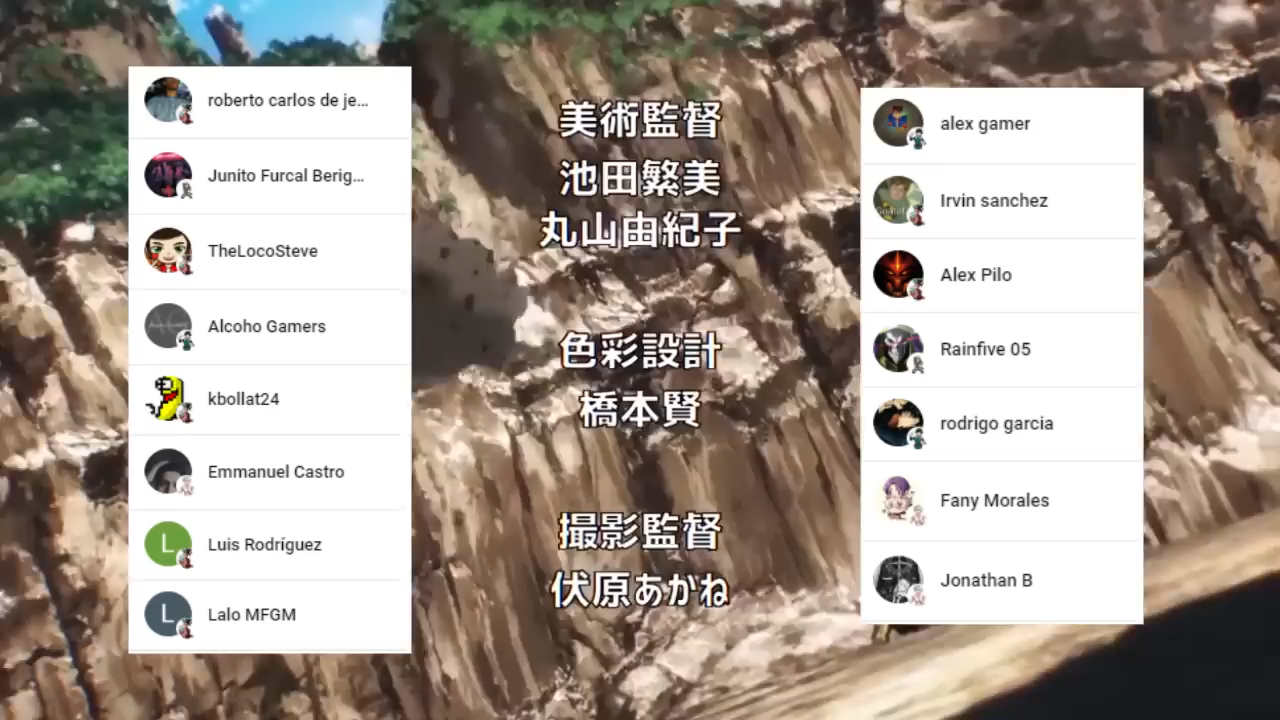 roberto carlos de je...
Junito Furcal Berig...
TheLocoSteve
Alcoho Gamers
kbollat24
Emmanuel Castro
L
Luis Rodríguez
L
Lalo MFGM
美術監督
池田繁美
丸山由紀子
色彩設計
橋本賢
撮影監督
伏原あかね
alex gamer
Irvin sanchez
Alex Pilo
Rainfive 05
rodrigo garcia
Fany Morales
Jonathan B